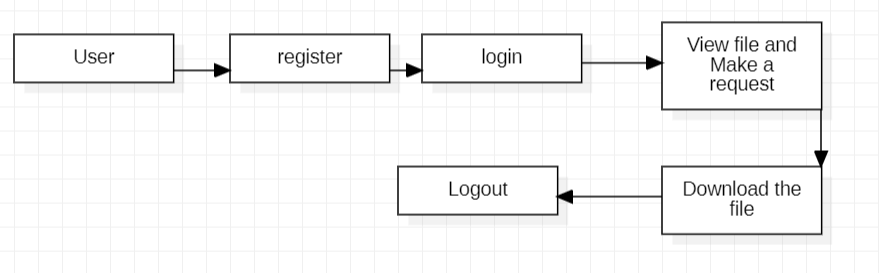 User
register
login
View file and
Make a
request
Download the
file
Logout